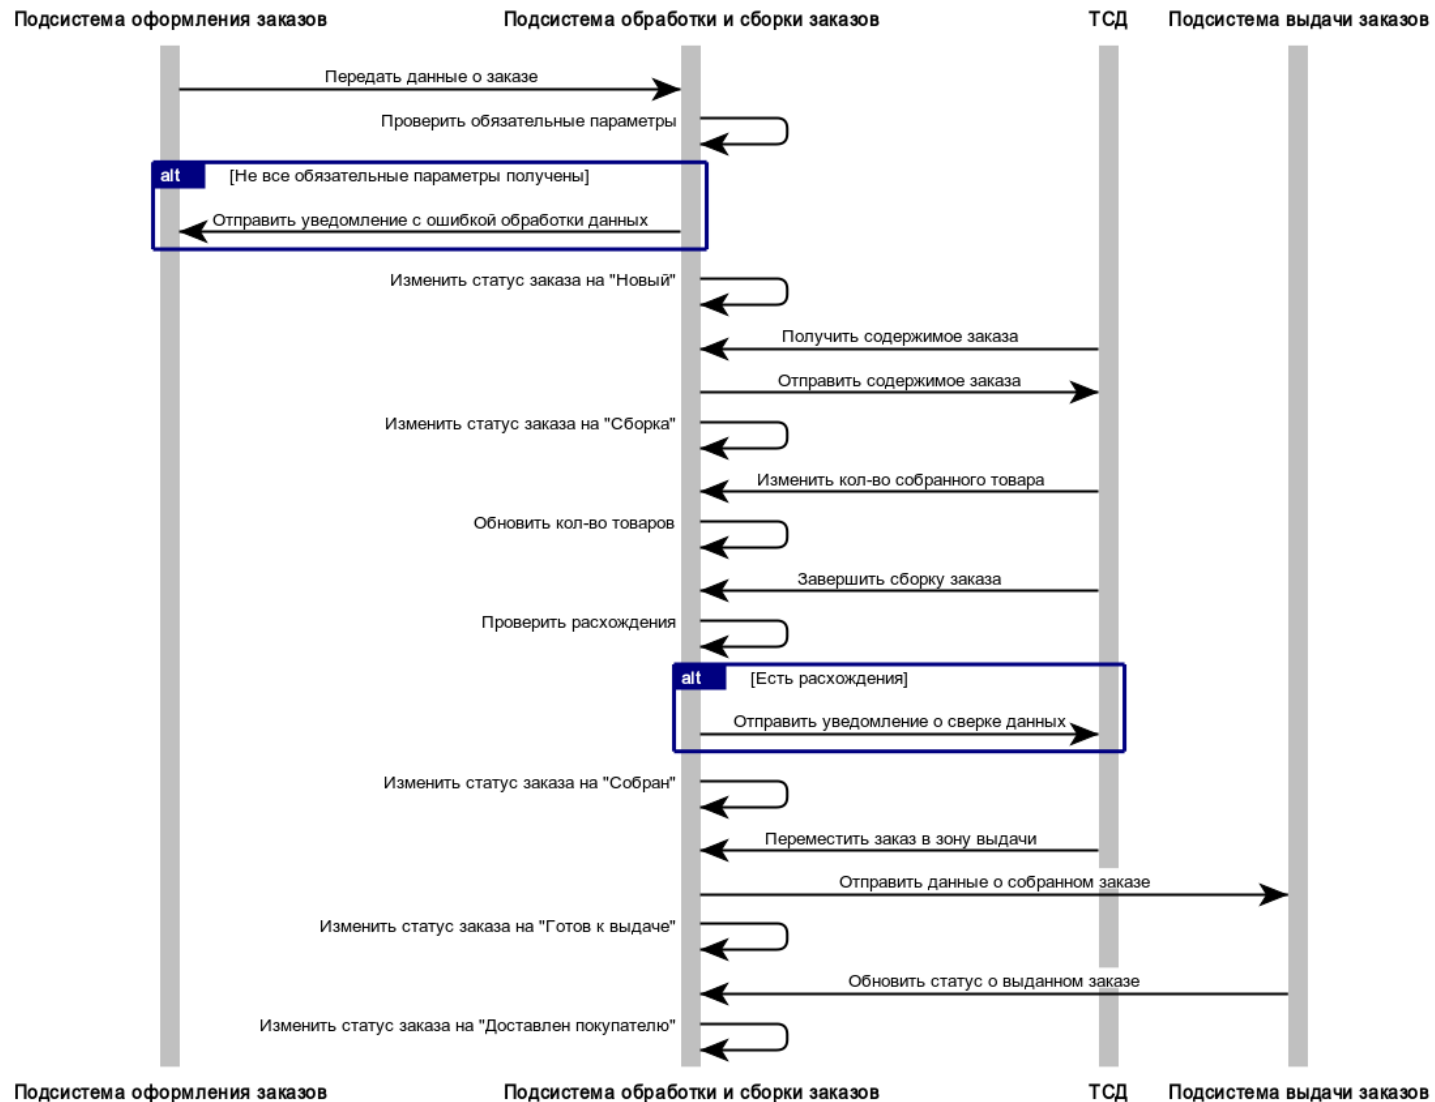 Подсистема оформления заказов
Подсистема обработки и сборки заказов
ТСД
Подсистема выдачи заказов
Передать данные о заказе
Проверить обязательные параметры
alt
[Не все обязательные параметры получены]
Отправить уведомление с ошибкой обработки данных
Изменить статус заказа на "Новый"
Получить содержимое заказа
Отправить содержимое заказа
Изменить статус заказа на "Сборка"
Изменить кол-во собранного товара
Обновить кол-во товаров
Завершить сборку заказа
Проверить расхождения
alt
[Есть расхождения]
Отправить уведомление о сверке данных
Изменить статус заказа на "Собран"
Переместить заказ в зону выдачи
Отправить данные о собранном заказе
Изменить статус заказа на "Готов к выдаче"
Обновить статус о выданном заказе
Изменить статус заказа на "Доставлен покупателю"
Подсистема оформления заказов
Подсистема обработки и сборки заказов
ТСД
Подсистема выдачи заказов